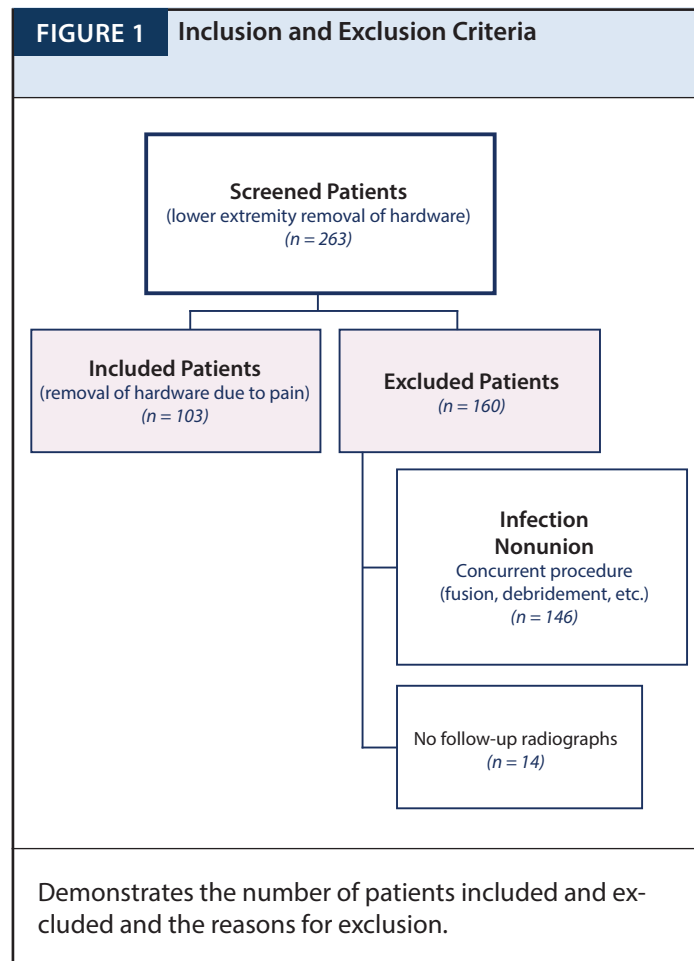 FIGURE 1 Inclusion and Exclusion Criteria
Screened Patients
(lower extremity removal of hardware)
(n = 263)
Included Patients
(removal of hardware due to pain)
(n = 103)
Excluded Patients
(n = 160)
Infection
Nonunion
Concurrent procedure
(fusion, debridement, etc.)
(n = 146)
No follow-up radiographs
(n = 14)
Demonstrates the number of patients included and ex-
cluded and the reasons for exclusion.